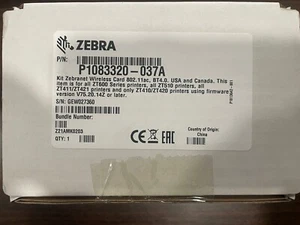 ZEBRA
P/N:
P1083320-037A
Kit Zebranet Wireless Card 802.11ac, BT4.0. USA and Canada. This
item is for all ZT600 Series printers, all ZT510 printers, all
ZT411/ZT421 printers and only ZT410/ZT420 printers using firmware
version V75.20.14Z or later.
S/N: GEW027360
Bundle Number:
ZZ1AMK0203
QTY: 1
Country of Origin:
China